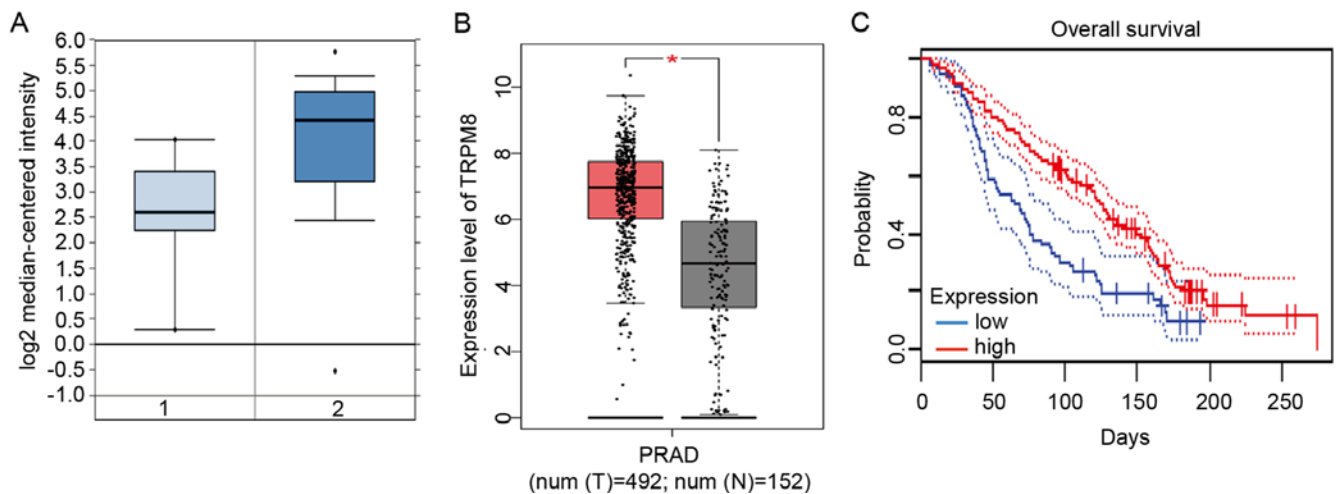 A
log2 median-centered intensity
6.0
5.5
5.0
4.5
4.0
3.5
3.0
2.5
2.0
1.5
1.0
0.5
0.0
-0.5
-1.0
1 2
B
Expression level of TRPM8
10
8
6
4
2
0
*
PRAD
(num (T)=492; num (N)=152)
C
Overall survival
Probablity
0.8
0.4
0.0
Expression
low
high
0 50 100 150 200 250
Days